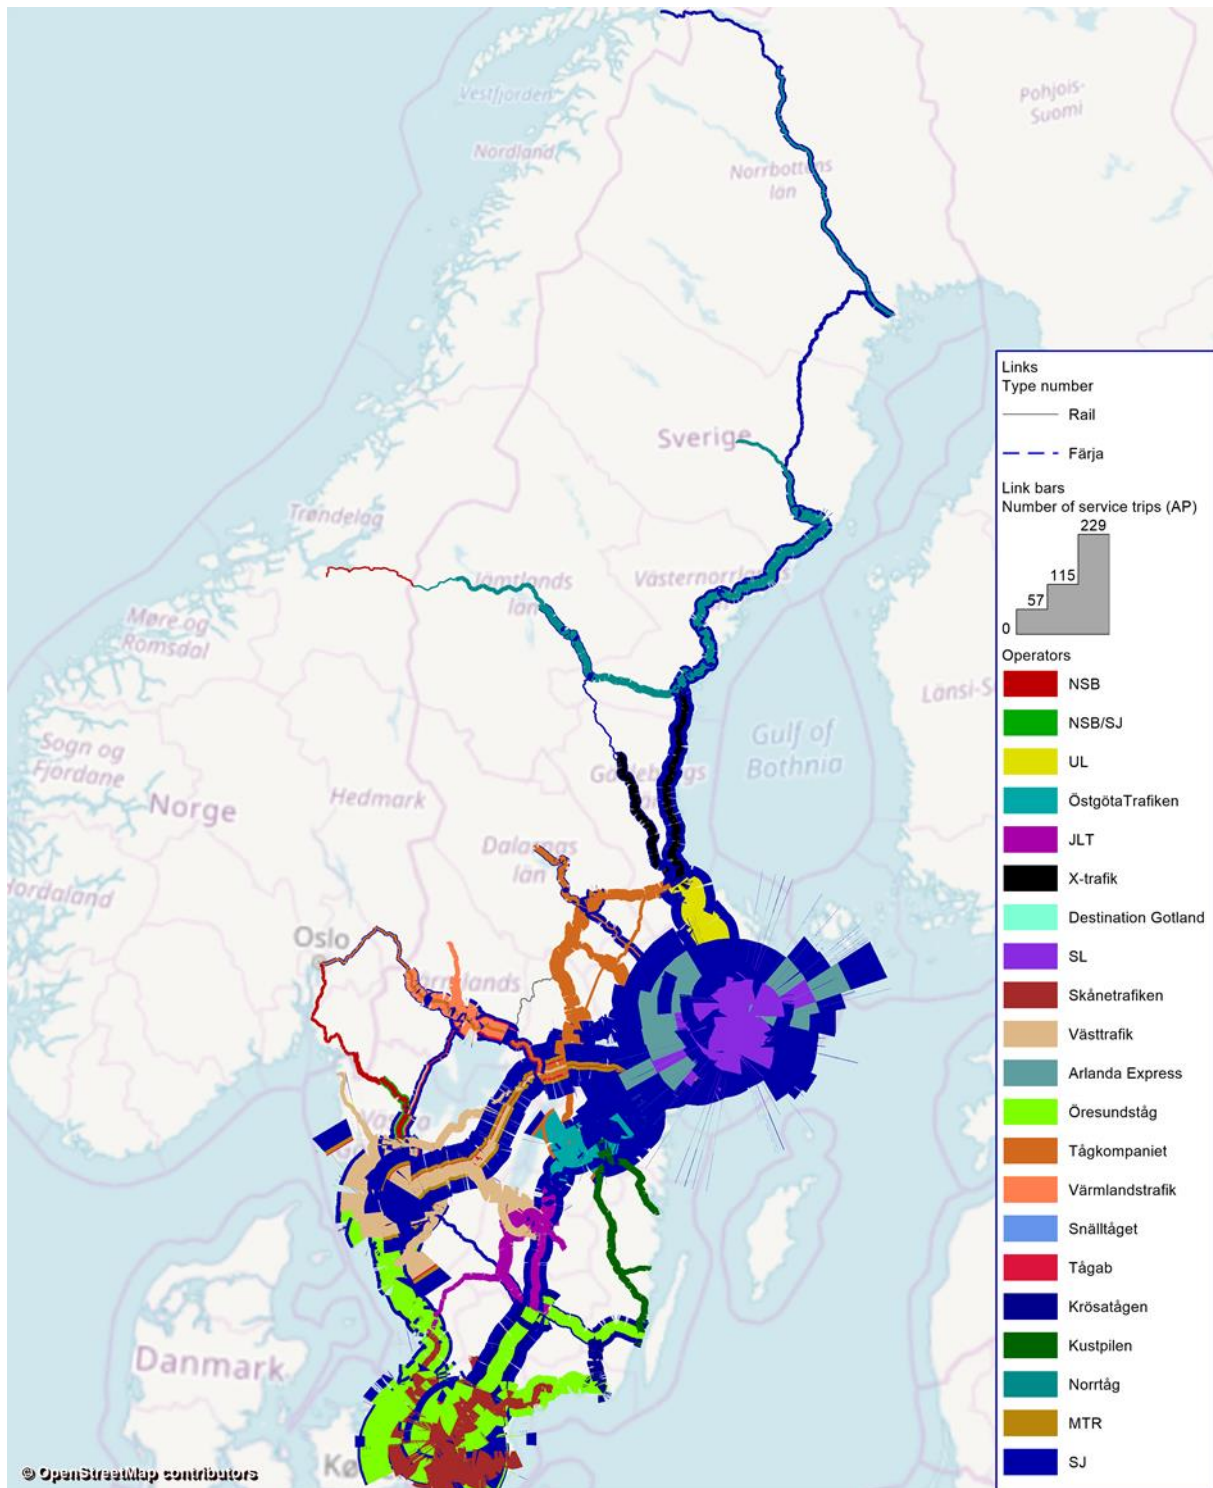 Vestfjorden
Nordland
Pohjois-
Suomi
Norrbottens
län
Sverige
Trøndelag
Jämtlands
län
Västernorrlands
Møre og
Romsdal
Länsi-S
Sogn og
Fjordane
Norge
Hedmark
Gulf of
Bothnia
Dalarnas
län
Hordaland
Oslo
Danmark
Kø
© OpenStreetMap contributors
Links
Type number
Rail
Färja
Link bars
Number of service trips (AP)
229
115
57
0
Operators
NSB
NSB/SJ
UL
ÖstgötaTrafiken
JLT
X-trafik
Destination Gotland
SL
Skånetrafiken
Västtrafik
Arlanda Express
Öresundståg
Tågkompaniet
Värmlandstrafik
Snälltåget
Tågab
Krösatågen
Kustpilen
Norrtåg
MTR
SJ